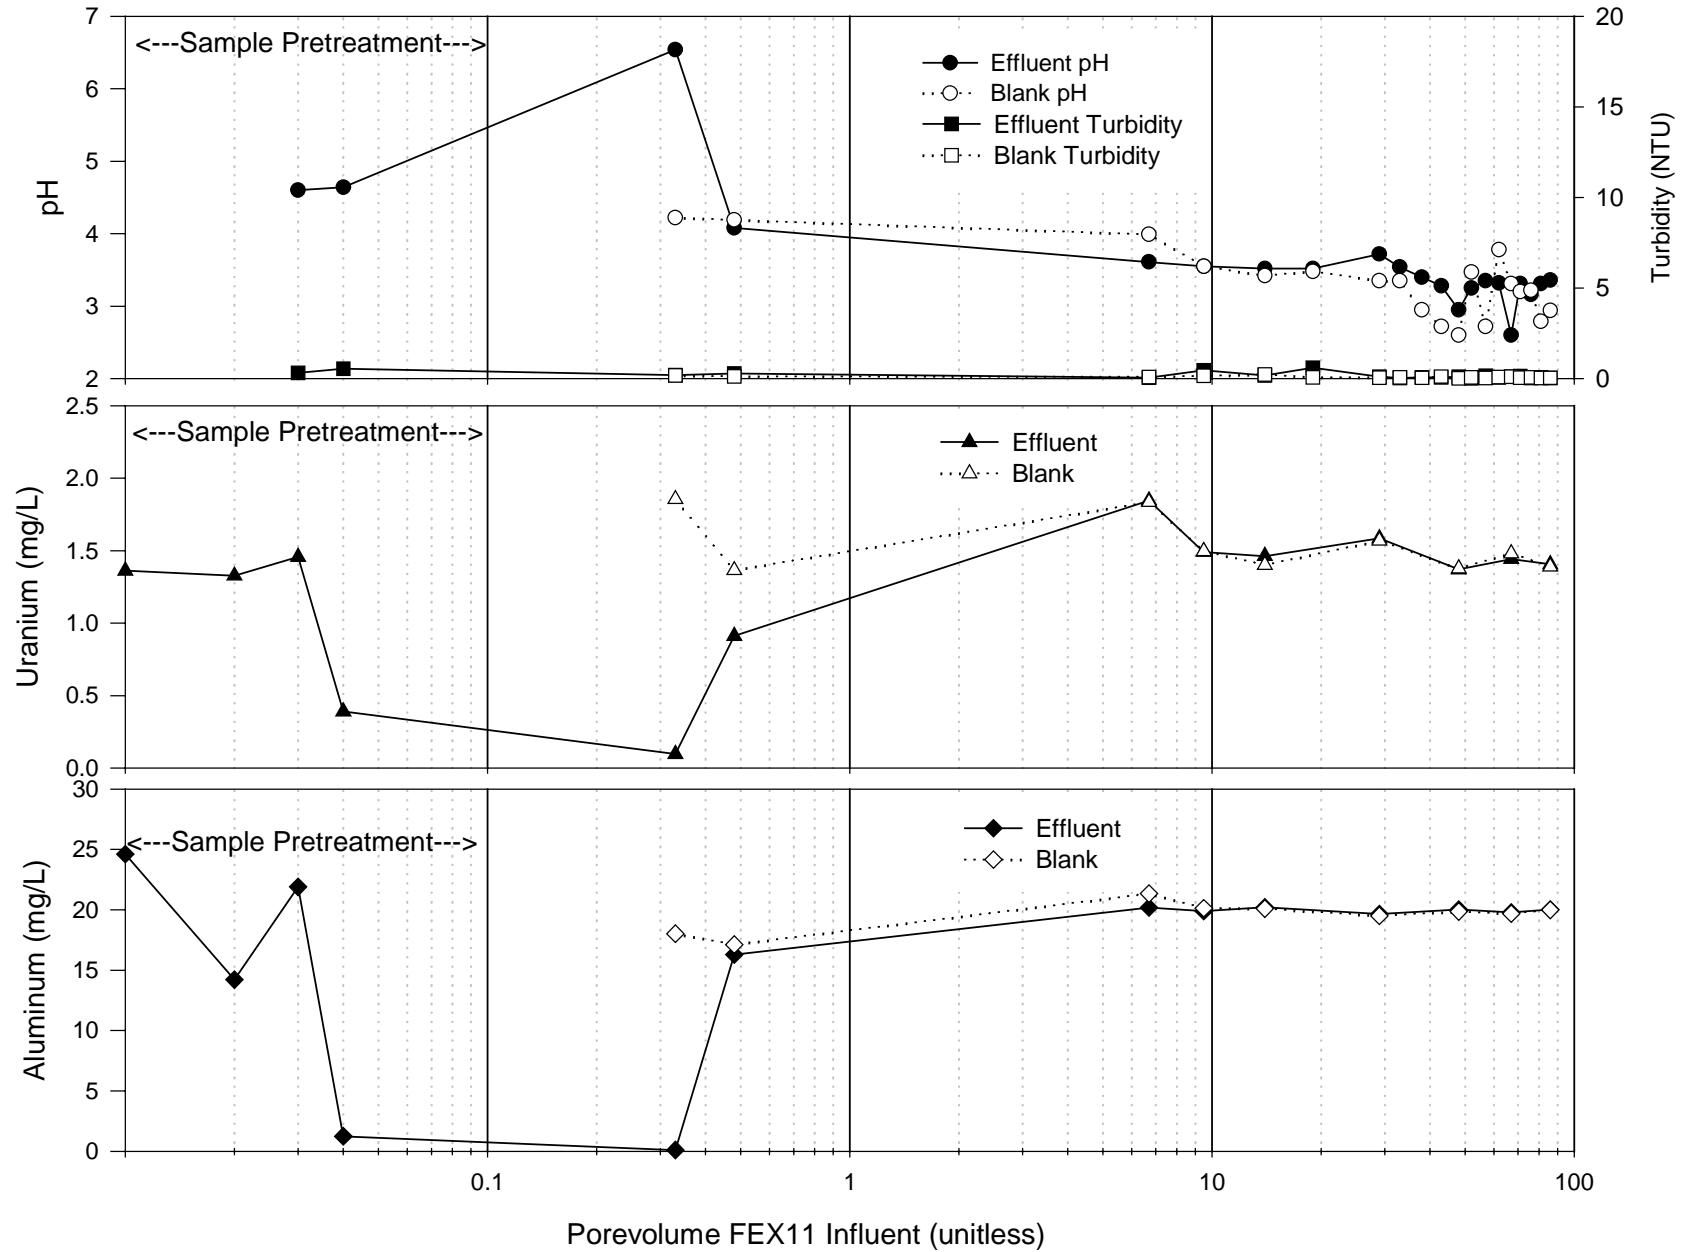 7
6
5
4
3
2
pH
<---Sample Pretreatment--->
Effluent pH
Blank pH
Effluent Turbidity
Blank Turbidity
20
15
10
5
0
Turbidity (NTU)
2.5
2.0
1.5
1.0
0.5
0.0
Uranium (mg/L)
<---Sample Pretreatment--->
Effluent
Blank
30
25
20
15
10
5
0
Aluminum (mg/L)
<---Sample Pretreatment--->
Effluent
Blank
0.1 1 10 100
Porevolume FEX11 Influent (unitless)